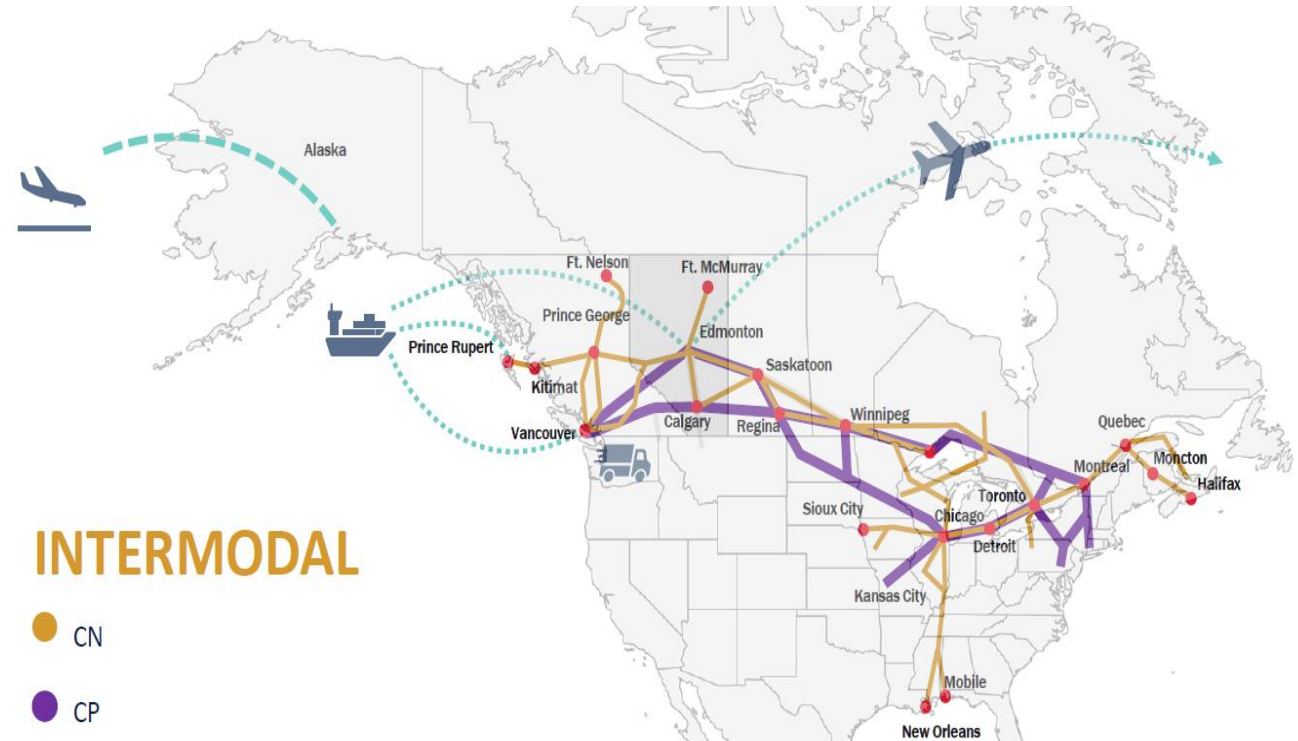 Alaska
Ft. Nelson
Ft. McMurray
Prince George
Edmonton
Prince Rupert
Saskatoon
Kitimat
Vancouver
Calgary
Regina
Winnipeg
Quebec
Moncton
Montreal
Halifax
Toronto
Sioux City
Chicago
Detroit
Kansas City
INTERMODAL
CN
CP
Mobile
New Orleans